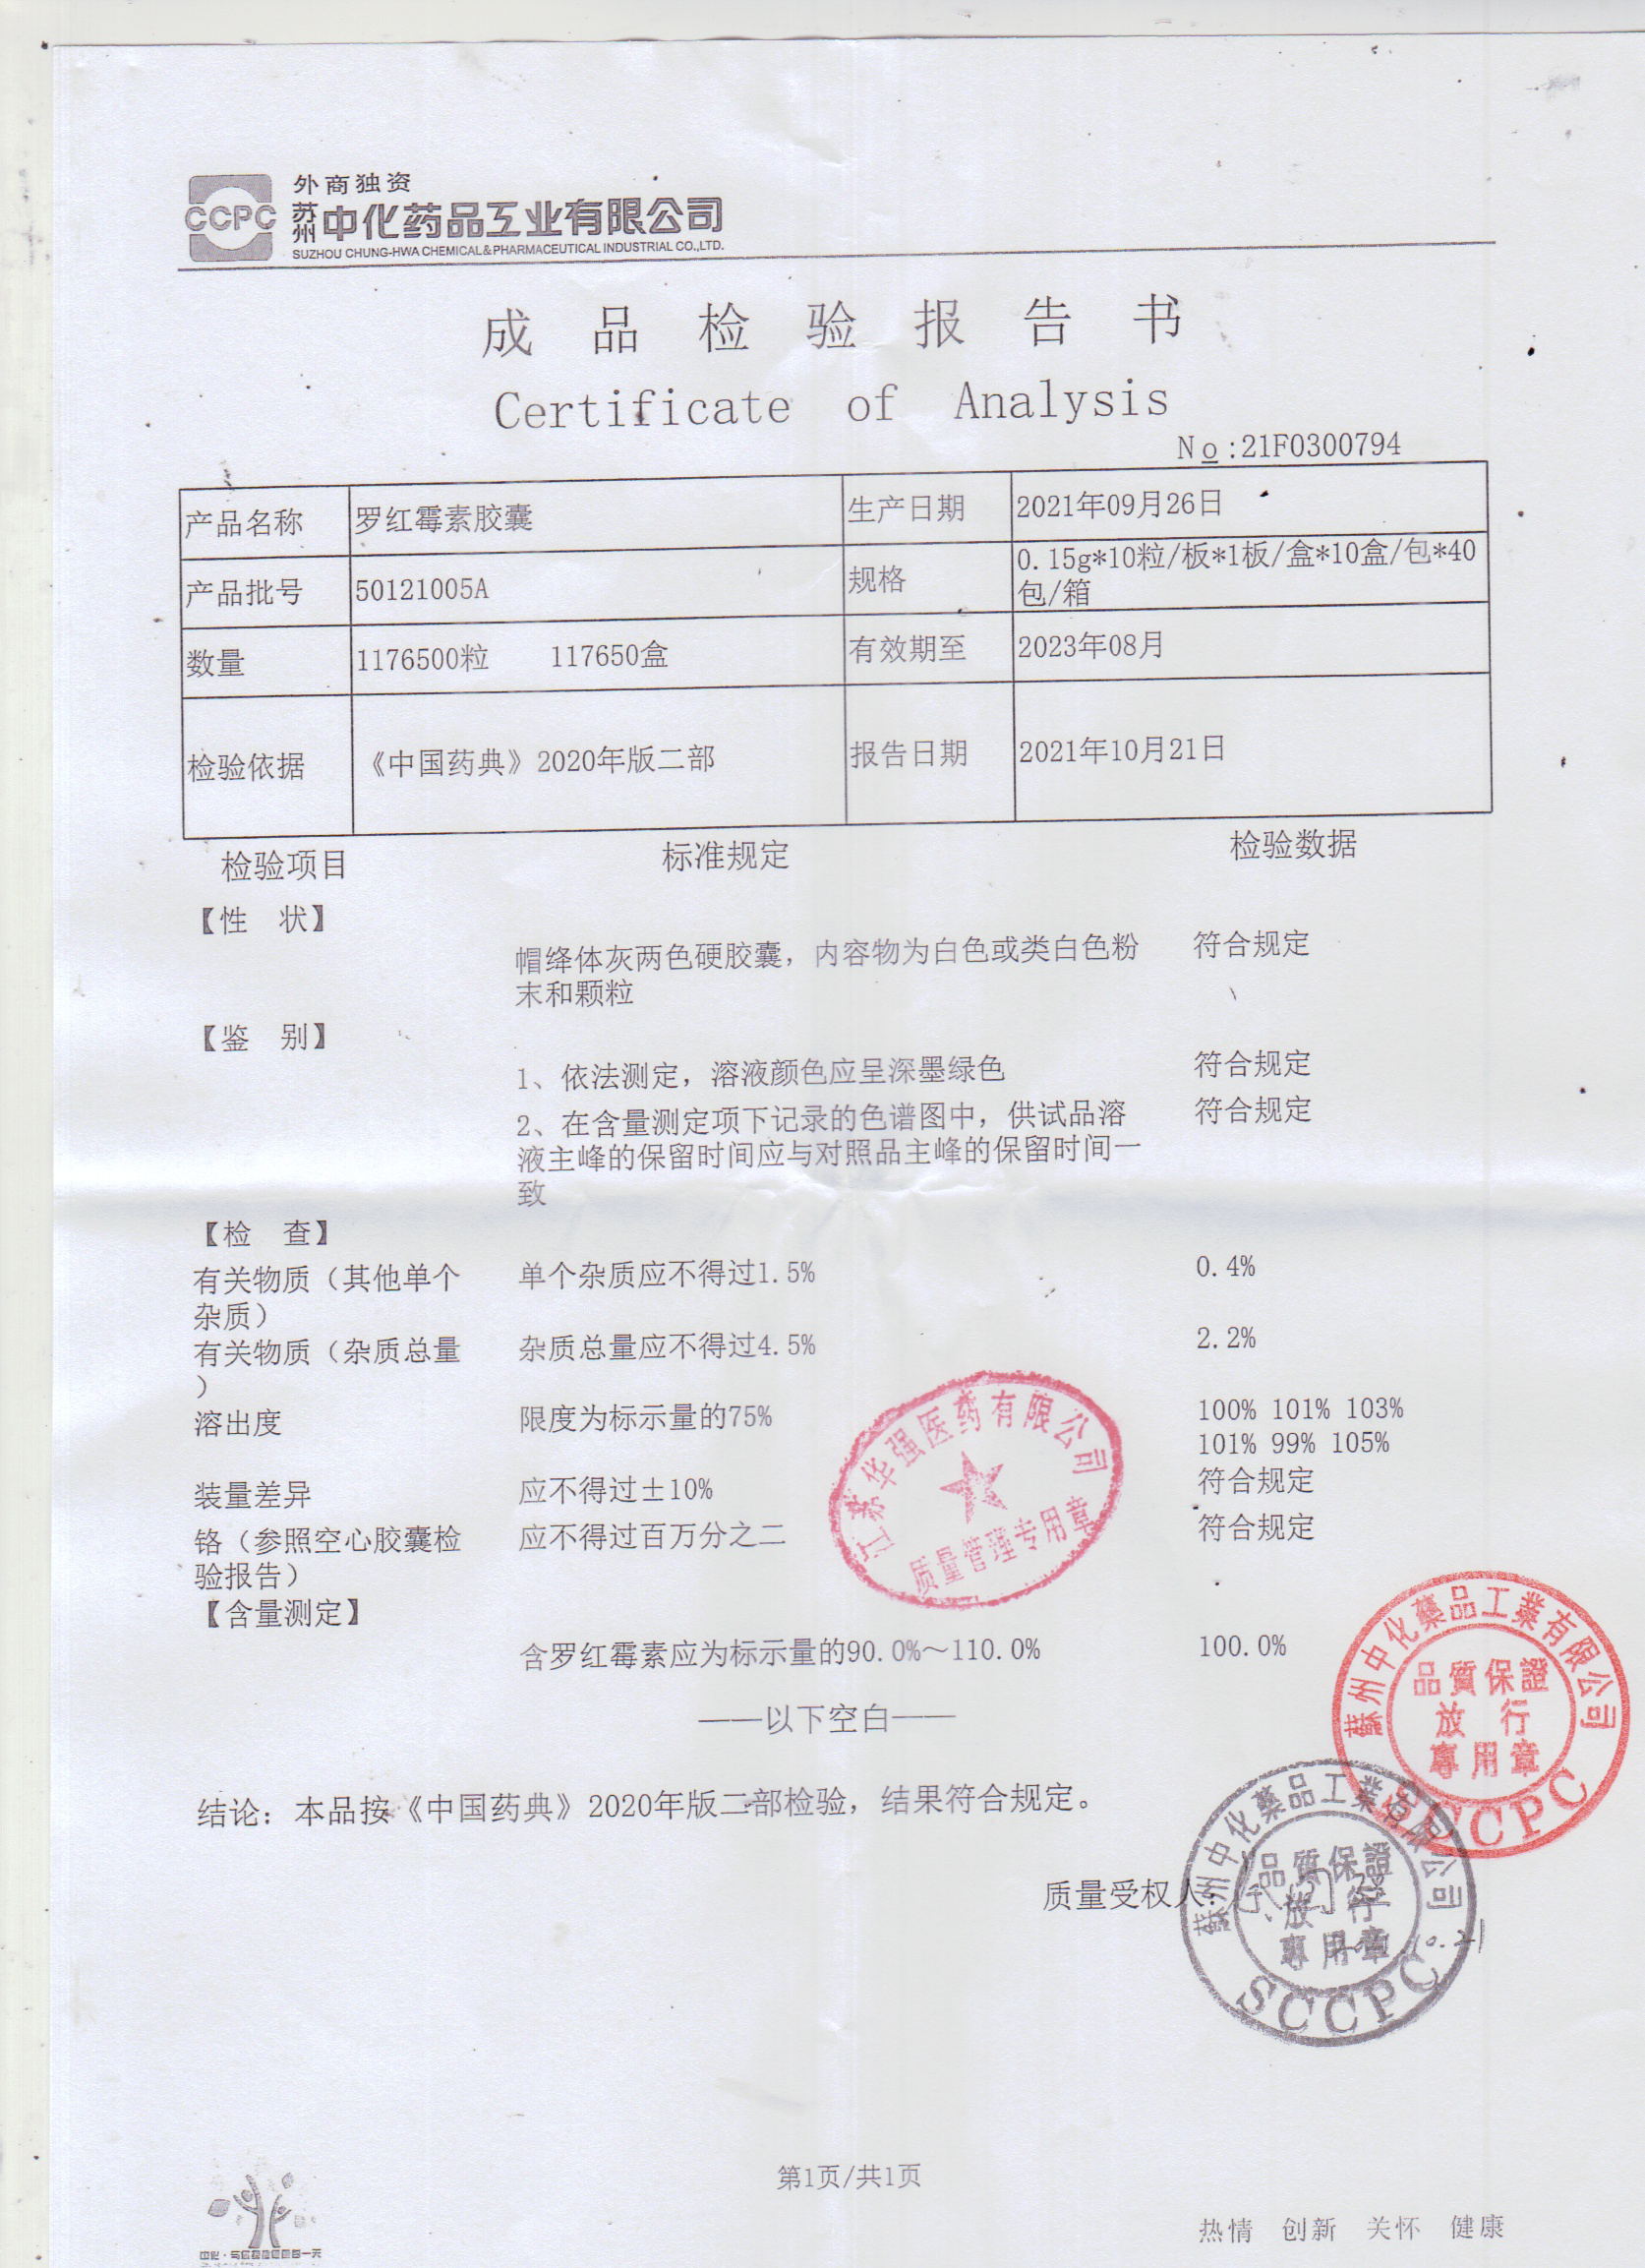 CCPC
外商独资
苏州中化药品工业有限公司
SUZHOU CHUNG-HWA CHEMICAL&PHARMACEUTICAL INDUSTRIAL CO.,LTD.
成品检验报告书
Certificate of Analysis
No:21F0300794
产品名称 罗红霉素胶囊 生产日期 2021年09月26日
产品批号 50121005A 规格 0.15g*10粒/板*1板/盒*10盒/包*40
包/箱
数量 1176500粒 117650盒 有效期至 2023年08月
检验依据 《中国药典》2020年版二部 报告日期 2021年10月21日
检验项目 标准规定 检验数据
【性 状】
帽绛体灰两色硬胶囊，内容物为白色或类白色粉 符合规定
末和颗粒
【鉴 别】
1、依法测定，溶液颜色应呈深墨绿色 符合规定
2、在含量测定项下记录的色谱图中，供试品溶 符合规定
液主峰的保留时间应与对照品主峰的保留时间一
致
【检 查】
有关物质（其他单个 单个杂质应不得过1.5% 0.4%
杂质）
有关物质（杂质总量 杂质总量应不得过4.5% 2.2%
）
溶出度 限度为标示量的75% 100% 101% 103%
101% 99% 105%
装量差异 应不得过±10% 符合规定
铬（参照空心胶囊检 应不得过百万分之二 符合规定
验报告）
江苏华强医药有限公司
质量管理专用章
【含量测定】
含罗红霉素应为标示量的90.0%～110.0% 100.0%
——以下空白——
蘇州中化藥品工業有限公司
品質保證
放行
專用章
SCCPC
结论：本品按《中国药典》2020年版二部检验，结果符合规定。
质量受权人：
蘇州中化藥品工業有限公司
品質保證
放行
專用章
SCCPC
第1页/共1页
热情 创新 关怀 健康